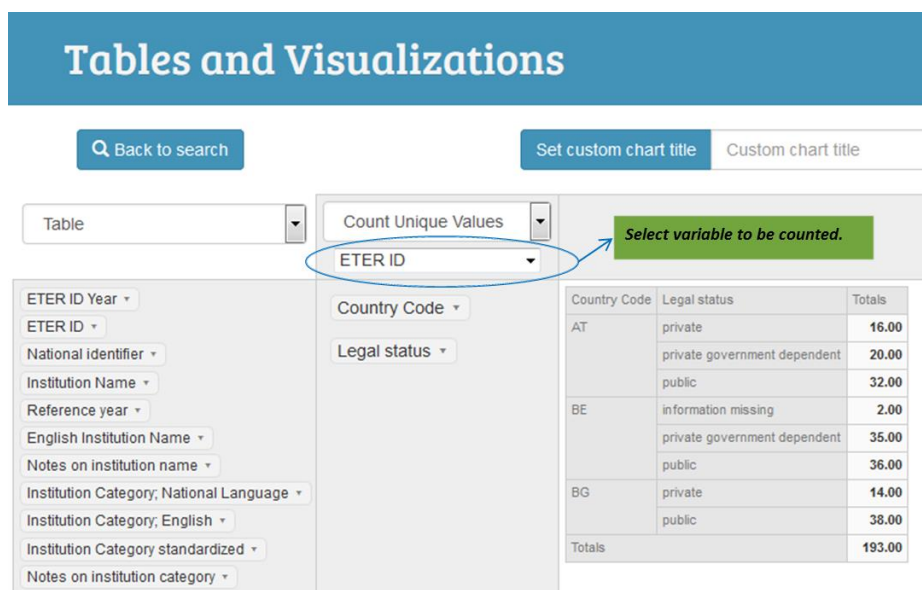 Tables and Visualizations
Back to search
Set custom chart title
Custom chart title
Table
Count Unique Values
ETER ID
Select variable to be counted.
ETER ID Year
ETER ID
National identifier
Institution Name
Reference year
English Institution Name
Notes on institution name
Institution Category; National Language
Institution Category; English
Institution Category standardized
Notes on institution category
Country Code
Legal status
Country Code Legal status Totals
AT private 16.00
private government dependent 20.00
public 32.00
BE information missing 2.00
private government dependent 35.00
public 36.00
BG private 14.00
public 38.00
Totals 193.00